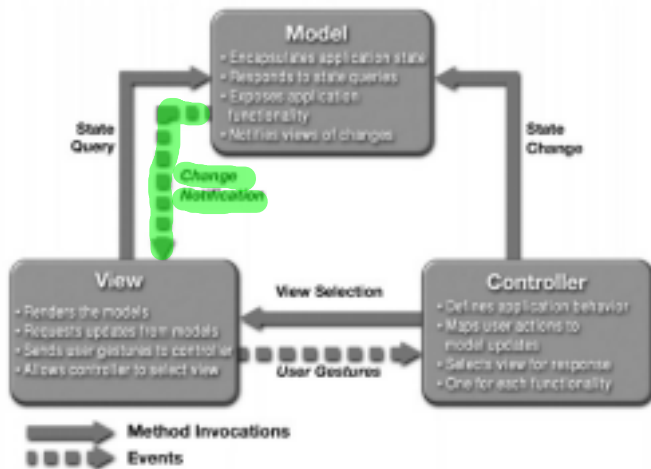 Model
• Encapsulates application state
• Responds to state queries
• Exposes application
functionality
• Notifies views of changes
State
Query
State
Change
Change
Notification
View
• Renders the models
• Requests updates from models
• Sends user gestures to controller
• Allows controller to select view
View Selection
User Gestures
Controller
• Defines application behavior
• Maps user actions to
model updates
• Selects view for response
• One for each functionality
Method Invocations
Events